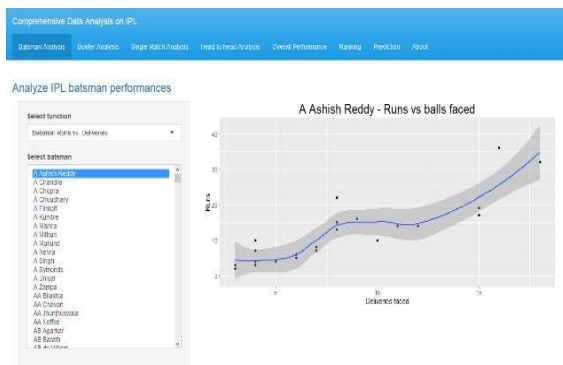 Comprehensive Data Analysis on IPL
Batsman Analysis Bowler Analysis Single Match Analysis Head to head Analysis Overall Performance Ranking Prediction About
Analyze IPL batsman performances
Select function
Batsman Runs vs. Deliveries
Select batsman
A Ashish Reddy
A Chandila
A Chopra
A Choudhary
A Flintoff
A Kumble
A Mishra
A Mithun
A Mukund
A Nehra
A Singh
A Symonds
A Uniyal
A Zampa
AA Bilakhia
AA Chavan
AA Jhunjhunwala
AA Noffke
AB Agarkar
AB Barath
AB de Villiers
A Ashish Reddy - Runs vs balls faced
Runs
40
30
20
10
0
5 10 15
Deliveries faced